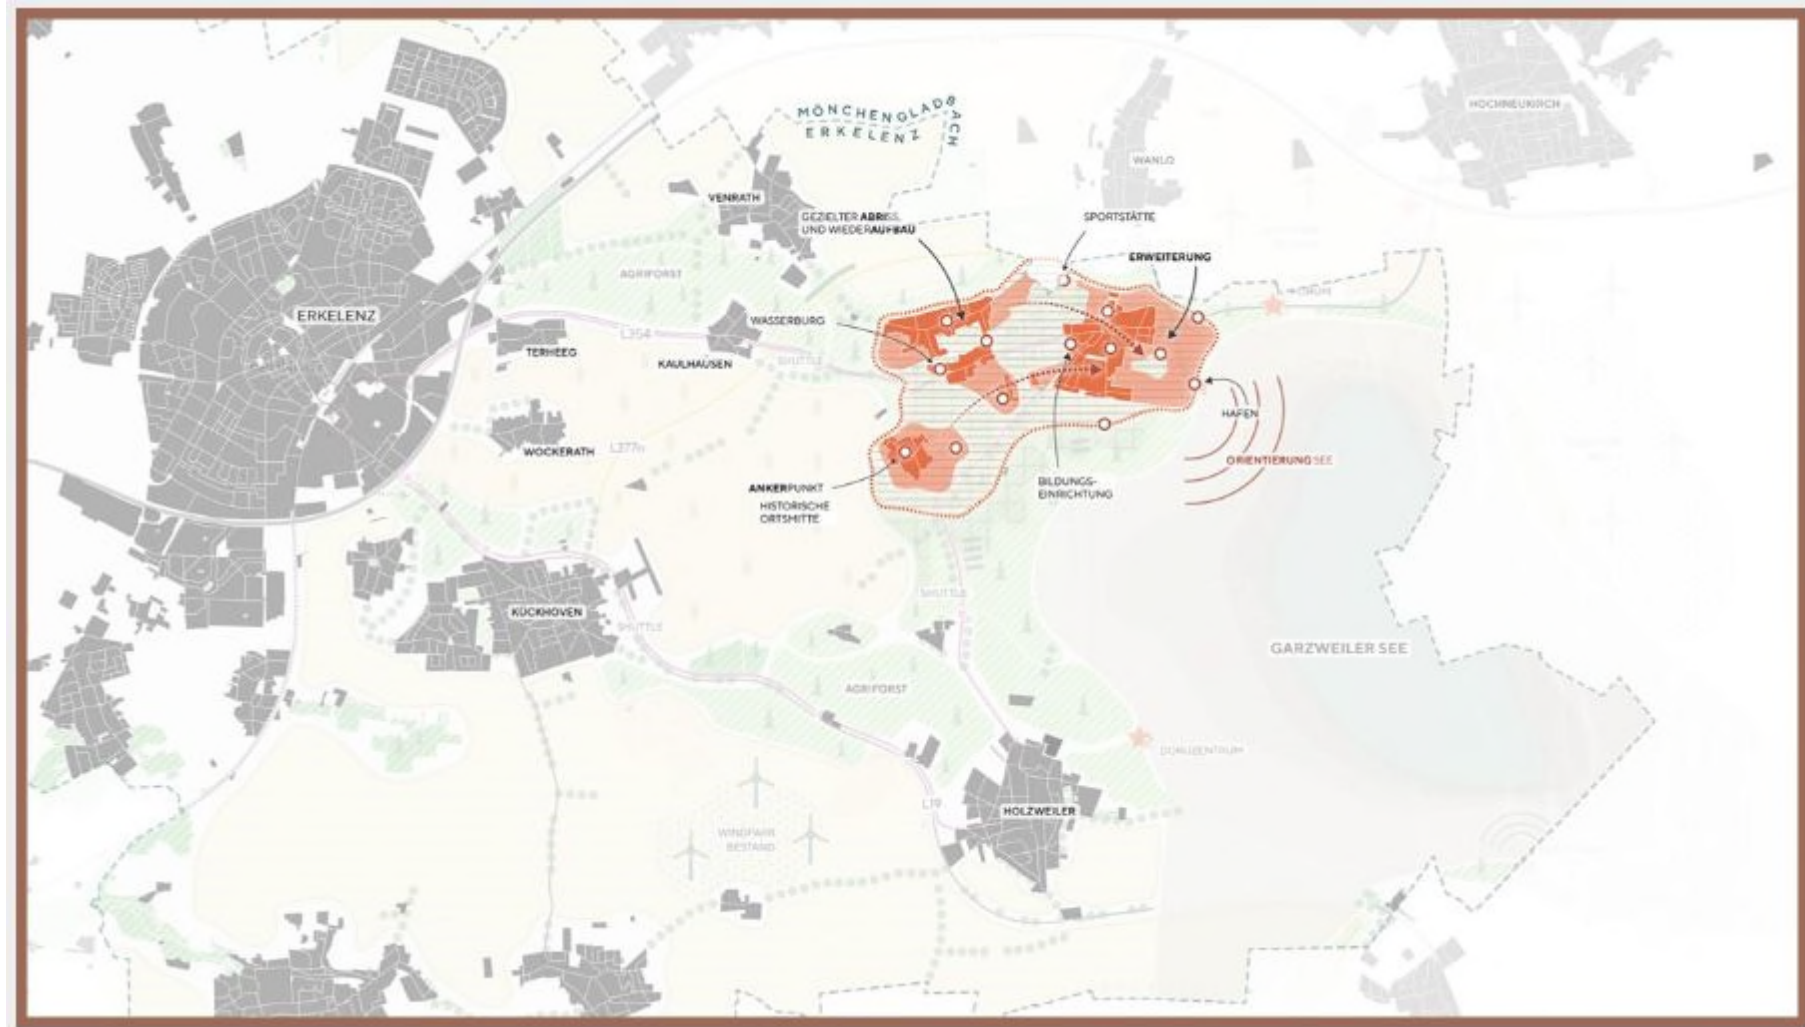 MÖNCHENGLADBACH
ERKELENZ
HOCHNEUKIRCH
WANLO
VENRATH
GEZIELTER ABRISS,
UND WIEDERAUFBAU
SPORTSTÄTTE
ERWEITERUNG
AGRIFORST
FORUM
ERKELENZ
WASSERBURG
L354
TERHEEG
KAULHAUSEN
SHUTTLE
HAFEN
WOCKERATH
L277n
ORIENTIERUNG SEE
ANKERPUNKT
HISTORISCHE
ORTSMITTE
BILDUNGS-
EINRICHTUNG
SHUTTLE
KÜCKHOVEN
SHUTTLE
GARZWEILER SEE
AGRIFORST
DOKUZENTRUM
L19
HOLZWEILER
WINDPARK
BESTAND